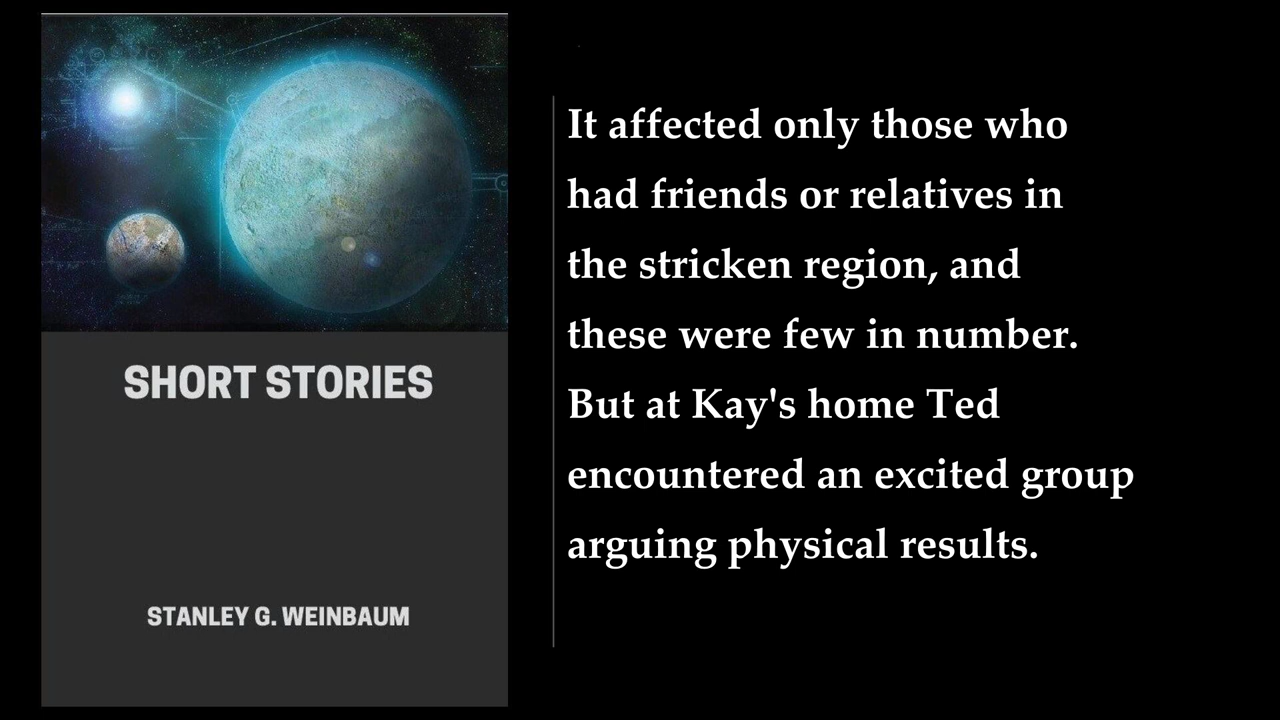 SHORT STORIES
STANLEY G. WEINBAUM
It affected only those who
had friends or relatives in
the stricken region, and
these were few in number.
But at Kay's home Ted
encountered an excited group
arguing physical results.